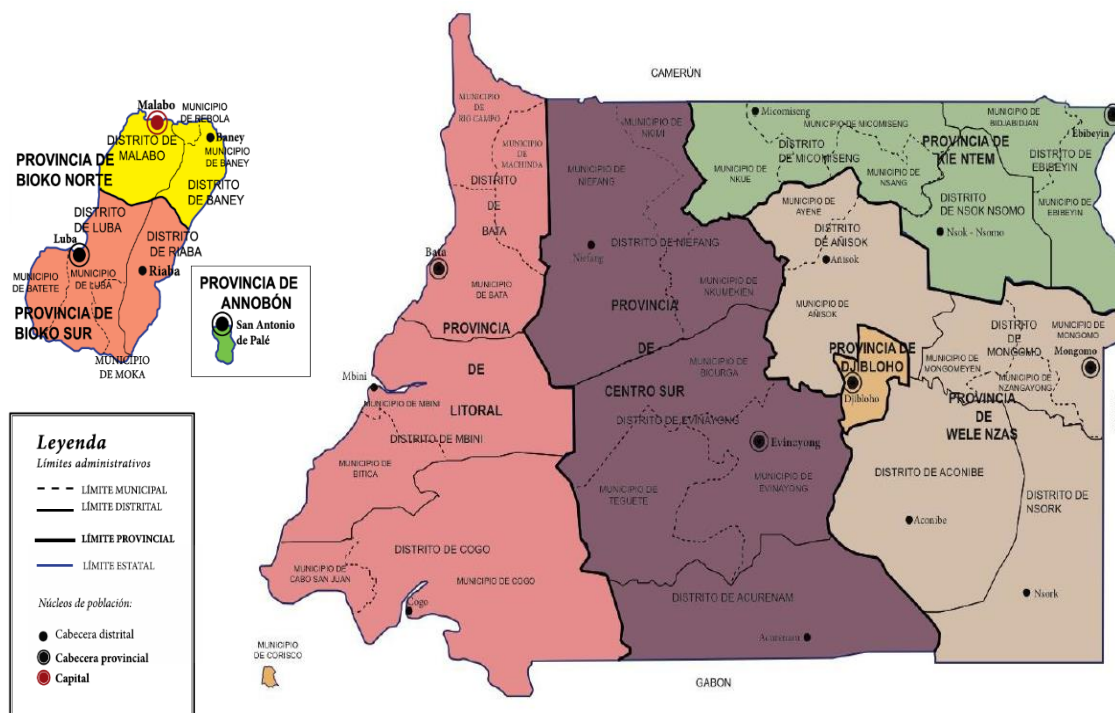 CAMERÚN
Malabo
MUNICIPIO
DE REBOLA
DISTRITO DE
MALABO
Baney
MUNICIPIO
DE BANEY
PROVINCIA DE
BIOKO NORTE
DISTRITO
DE BANEY
DISTRITO
DE LUBA
Luba
DISTRITO
DE RIABA
Riaba
MUNICIPIO
DE BATETE
MUNICIPIO
DE LUBA
PROVINCIA DE
BIOKO SUR
MUNICIPIO
DE MOKA
PROVINCIA DE
ANNOBÓN
San Antonio
de Palé
Leyenda
Límites administrativos
LÍMITE MUNICIPAL
LÍMITE DISTRITAL
LÍMITE PROVINCIAL
LÍMITE ESTATAL
Núcleos de población:
Cabecera distrital
Cabecera provincial
Capital
MUNICIPIO
DE
RIO CAMPO
MUNICIPIO
DE
MACHINDA
DISTRITO
DE
BATA
Bata
MUNICIPIO
DE BATA
PROVINCIA
DE
LITORAL
Mbini
MUNICIPIO DE MBINI
DISTRITO DE MBINI
MUNICIPIO DE
BITICA
DISTRITO DE COGO
MUNICIPIO DE
CABO SAN JUAN
MUNICIPIO DE COGO
Cogo
MUNICIPIO
DE CORISCO
MUNICIPIO DE
NKIMI
MUNICIPIO DE
NIEFANG
DISTRITO DE NIEFANG
Niefang
MUNICIPIO DE
NKUMEKIEN
PROVINCIA
DE
CENTRO SUR
MUNICIPIO DE
BICURGA
DISTRITO DE EVINAYONG
Evinayong
MUNICIPIO DE
EVINAYONG
MUNICIPIO DE
TEGUETE
DISTRITO DE ACURENAM
Acurenam
GABON
Micomiseng
MUNICIPIO DE MICOMISENG
DISTRITO
DE MICOMISENG
MUNICIPIO DE
NKUE
MUNICIPIO DE
NSANG
MUNICIPIO DE
BIDJABIDJAN
Ebibeyin
PROVINCIA DE
KIE NTEM
DISTRITO DE
EBIBEYIN
MUNICIPIO DE
EBIBEYIN
DISTRITO
DE NSOK NSOMO
Nsok - Nsomo
MUNICIPIO DE
AYENE
DISTRITO
DE AÑISOK
Añisok
MUNICIPIO DE
AÑISOK
PROVINCIA DE
DJIBLOHO
Djibloho
DISTRITO
DE
MONGOMO
MUNICIPIO DE
MONGOMO
Mongomo
MUNICIPIO DE
MONGOMEYEN
MUNICIPIO DE
NZANGAYONG
PROVINCIA
DE
WELE NZAS
DISTRITO DE ACONIBE
Aconibe
DISTRITO DE
NSORK
Nsork